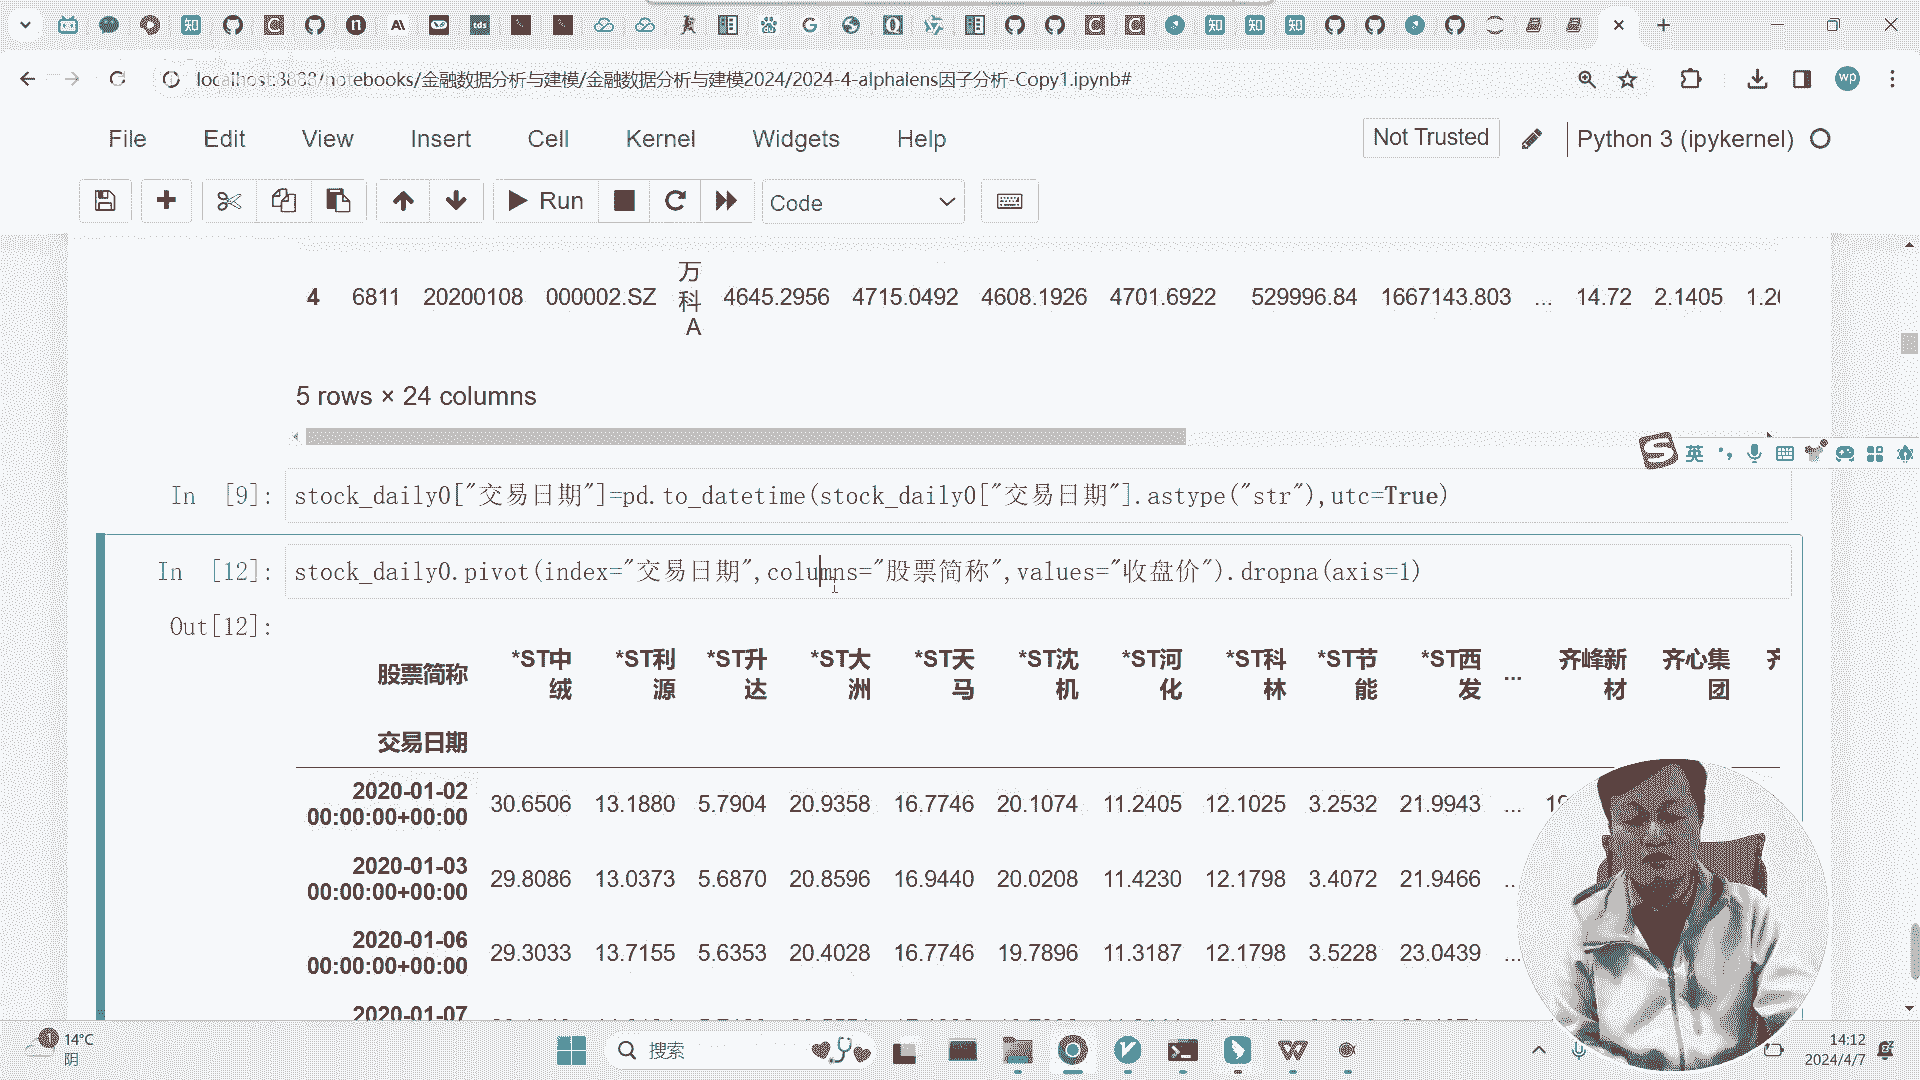 localhost:3888/notebooks/金融数据分析与建模/金融数据分析与建模2024/2024-4-alphalens因子分析-Copy1.ipynb#
wp
File Edit View Insert Cell Kernel Widgets Help
Not Trusted
Python 3 (ipykernel)
Run
Code
万科A
4 6811 20200108 000002.SZ 4645.2956 4715.0492 4608.1926 4701.6922 529996.84 1667143.803 ... 14.72 2.1405
5 rows × 24 columns
英
In [9]: stock_daily0["交易日期"]=pd.to_datetime(stock_daily0["交易日期"].astype("str"),utc=True)
In [12]: stock_daily0.pivot(index="交易日期",columns="股票简称",values="收盘价").dropna(axis=1)
Out[12]:
股票简称 *ST中绒 *ST利源 *ST升达 *ST大洲 *ST天马 *ST沈机 *ST河化 *ST科林 *ST节能 *ST西发 ... 齐峰新材 齐心集团
交易日期
2020-01-02 00:00:00+00:00 30.6506 13.1880 5.7904 20.9358 16.7746 20.1074 11.2405 12.1025 3.2532 21.9943 ...
2020-01-03 00:00:00+00:00 29.8086 13.0373 5.6870 20.8596 16.9440 20.0208 11.4230 12.1798 3.4072 21.9466 ..
2020-01-06 00:00:00+00:00 29.3033 13.7155 5.6353 20.4028 16.7746 19.7896 11.3187 12.1798 3.5228 23.0439 ...
2020-01-07
14°C
阴
搜索
14:12
2024/4/7